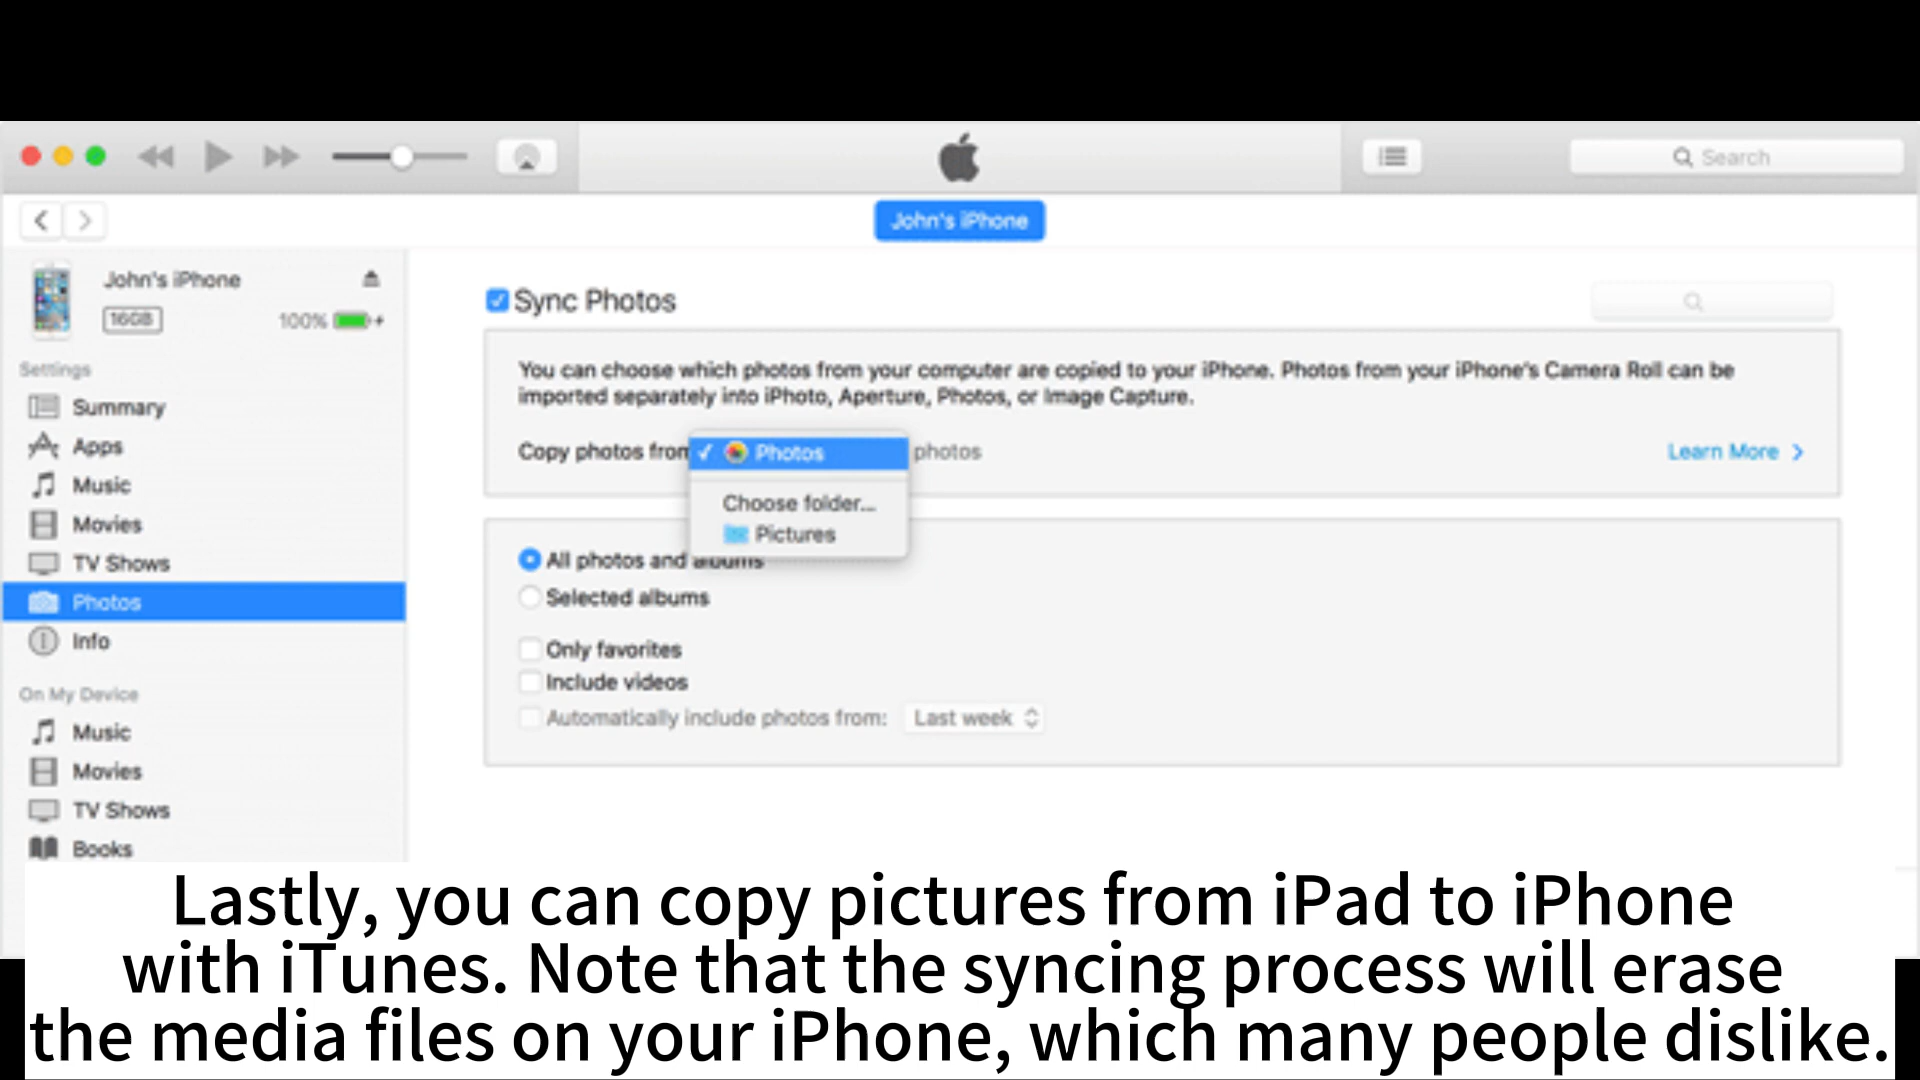 Search
John's iPhone
John's iPhone
16GB
100%
Settings
Summary
Apps
Music
Movies
TV Shows
Photos
Info
On My Device
Music
Movies
TV Shows
Books
Sync Photos
You can choose which photos from your computer are copied to your iPhone. Photos from your iPhone's Camera Roll can be
imported separately into iPhoto, Aperture, Photos, or Image Capture.
Copy photos from Photos photos Learn More
Choose folder...
Pictures
All photos and albums
Selected albums
Only favorites
Include videos
Automatically include photos from: Last week
Lastly, you can copy pictures from iPad to iPhone
with iTunes. Note that the syncing process will erase
the media files on your iPhone, which many people dislike.